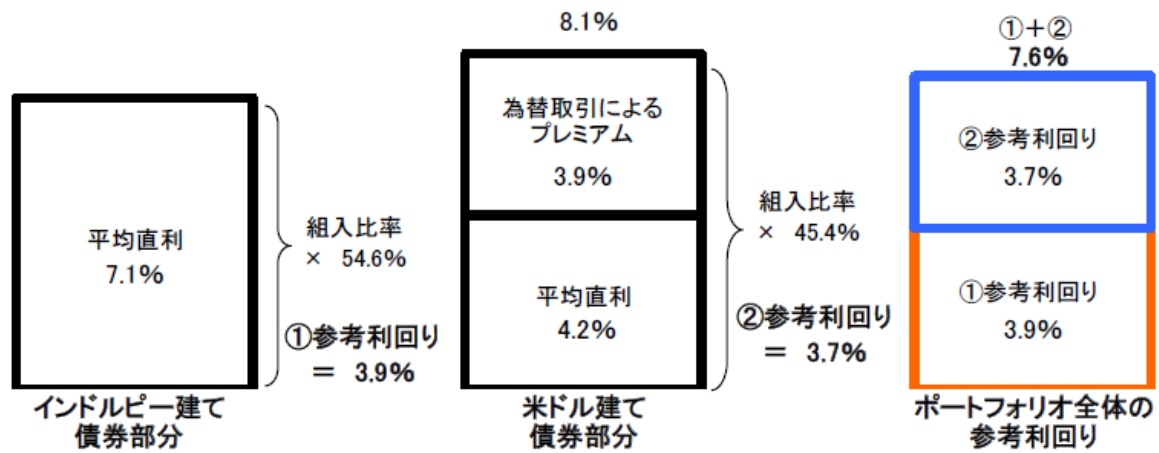 平均直利
7.1%
組入比率
× 54.6%
①参考利回り
＝ 3.9%
インドルピー建て
債券部分
8.1%
為替取引による
プレミアム
3.9%
平均直利
4.2%
組入比率
× 45.4%
②参考利回り
＝ 3.7%
米ドル建て
債券部分
①＋②
7.6%
②参考利回り
3.7%
①参考利回り
3.9%
ポートフォリオ全体の
参考利回り